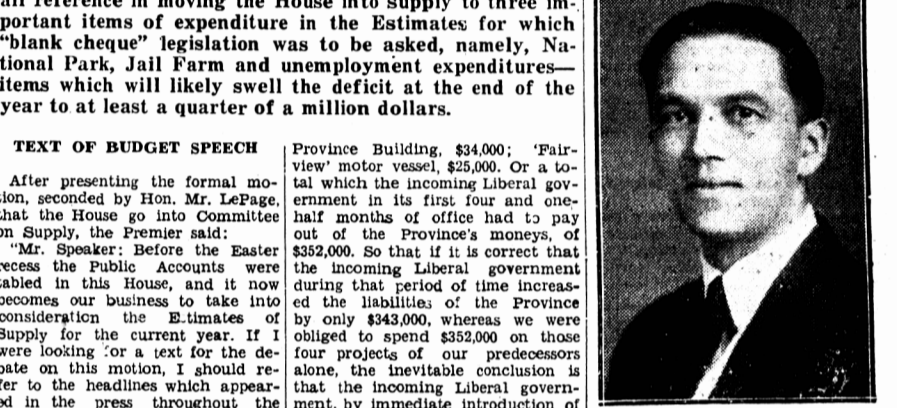 all reference in moving the House into supply to three im-
portant items of expenditure in the Estimates for which
"blank cheque" legislation was to be asked, namely, Na-
tional Park, Jail Farm and unemployment expenditures—
items which will likely swell the deficit at the end of the
year to at least a quarter of a million dollars.
TEXT OF BUDGET SPEECH
After presenting the formal mo-
tion, seconded by Hon. Mr. LePage,
that the House go into Committee
on Supply, the Premier said:
"Mr. Speaker: Before the Easter
recess the Public Accounts were
tabled in this House, and it now
becomes our business to take into
consideration the E.timates of
Supply for the current year. If I
were looking for a text for the de-
bate on this motion, I should re-
fer to the headlines which appear-
ed in the press throughout the
Province Building, $34,000; 'Fair-
view' motor vessel, $25,000. Or a to-
tal which the incoming Liberal gov-
ernment in its first four and one-
half months of office had to pay
out of the Province's moneys, of
$352,000. So that if it is correct that
the incoming Liberal government
during that period of time increas-
ed the liabilities of the Province
by only $343,000, whereas we were
obliged to spend $352,000 on those
four projects of our predecessors
alone, the inevitable conclusion is
that the incoming Liberal govern-
ment, by immediate introduction of